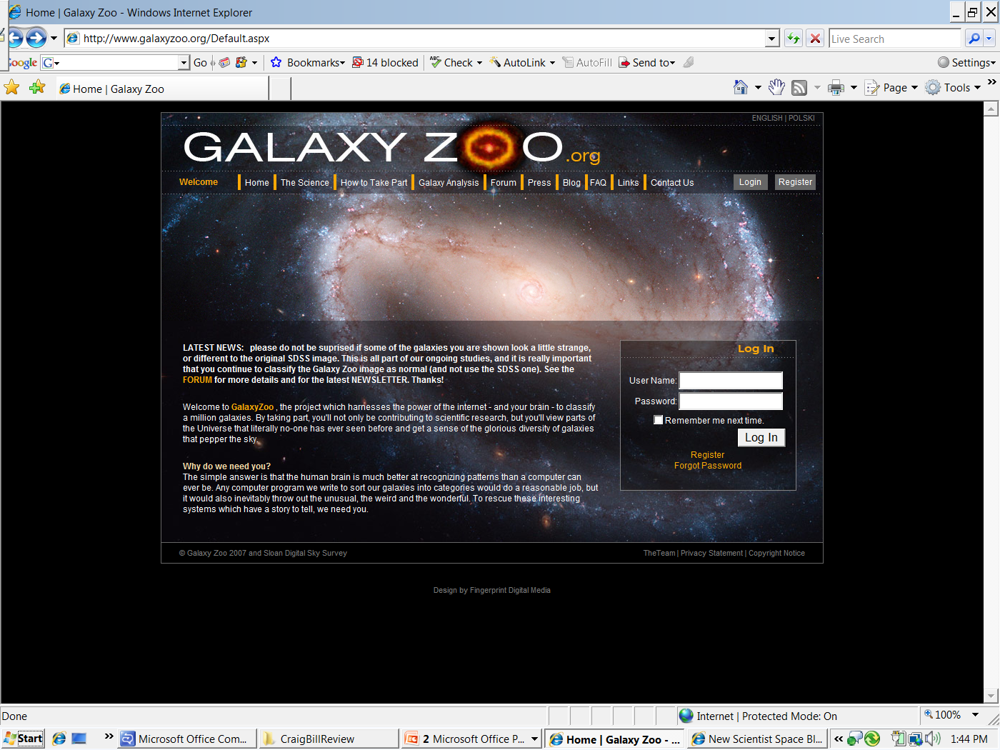 Home | Galaxy Zoo - Windows Internet Explorer
http://www.galaxyzoo.org/Default.aspx
Live Search
Google G Go Bookmarks 14 blocked ABC Check AutoLink AutoFill Send to Settings
Home | Galaxy Zoo
Page Tools
ENGLISH | POLSKI
GALAXY ZOO.org
Welcome Home The Science How to Take Part Galaxy Analysis Forum Press Blog FAQ Links Contact Us Login Register
LATEST NEWS: please do not be suprised if some of the galaxies you are shown look a little strange,
or different to the original SDSS image. This is all part of our ongoing studies, and it is really important
that you continue to classify the Galaxy Zoo image as normal (and not use the SDSS one). See the
FORUM for more details and for the latest NEWSLETTER. Thanks!
Welcome to GalaxyZoo , the project which harnesses the power of the internet - and your brain - to classify
a million galaxies. By taking part, you'll not only be contributing to scientific research, but you'll view parts of
the Universe that literally no-one has ever seen before and get a sense of the glorious diversity of galaxies
that pepper the sky.
Why do we need you?
The simple answer is that the human brain is much better at recognizing patterns than a computer can
ever be. Any computer program we write to sort our galaxies into categories would do a reasonable job, but
it would also inevitably throw out the unusual, the weird and the wonderful. To rescue these interesting
systems which have a story to tell, we need you.
Log In
User Name:
Password:
Remember me next time.
Log In
Register
Forgot Password
© Galaxy Zoo 2007 and Sloan Digital Sky Survey
TheTeam | Privacy Statement | Copyright Notice
Design by Fingerprint Digital Media
Done
Internet | Protected Mode: On
100%
Start Microsoft Office Com... CraigBillReview 2 Microsoft Office P... Home | Galaxy Zoo - ... New Scientist Space Bl... 1:44 PM